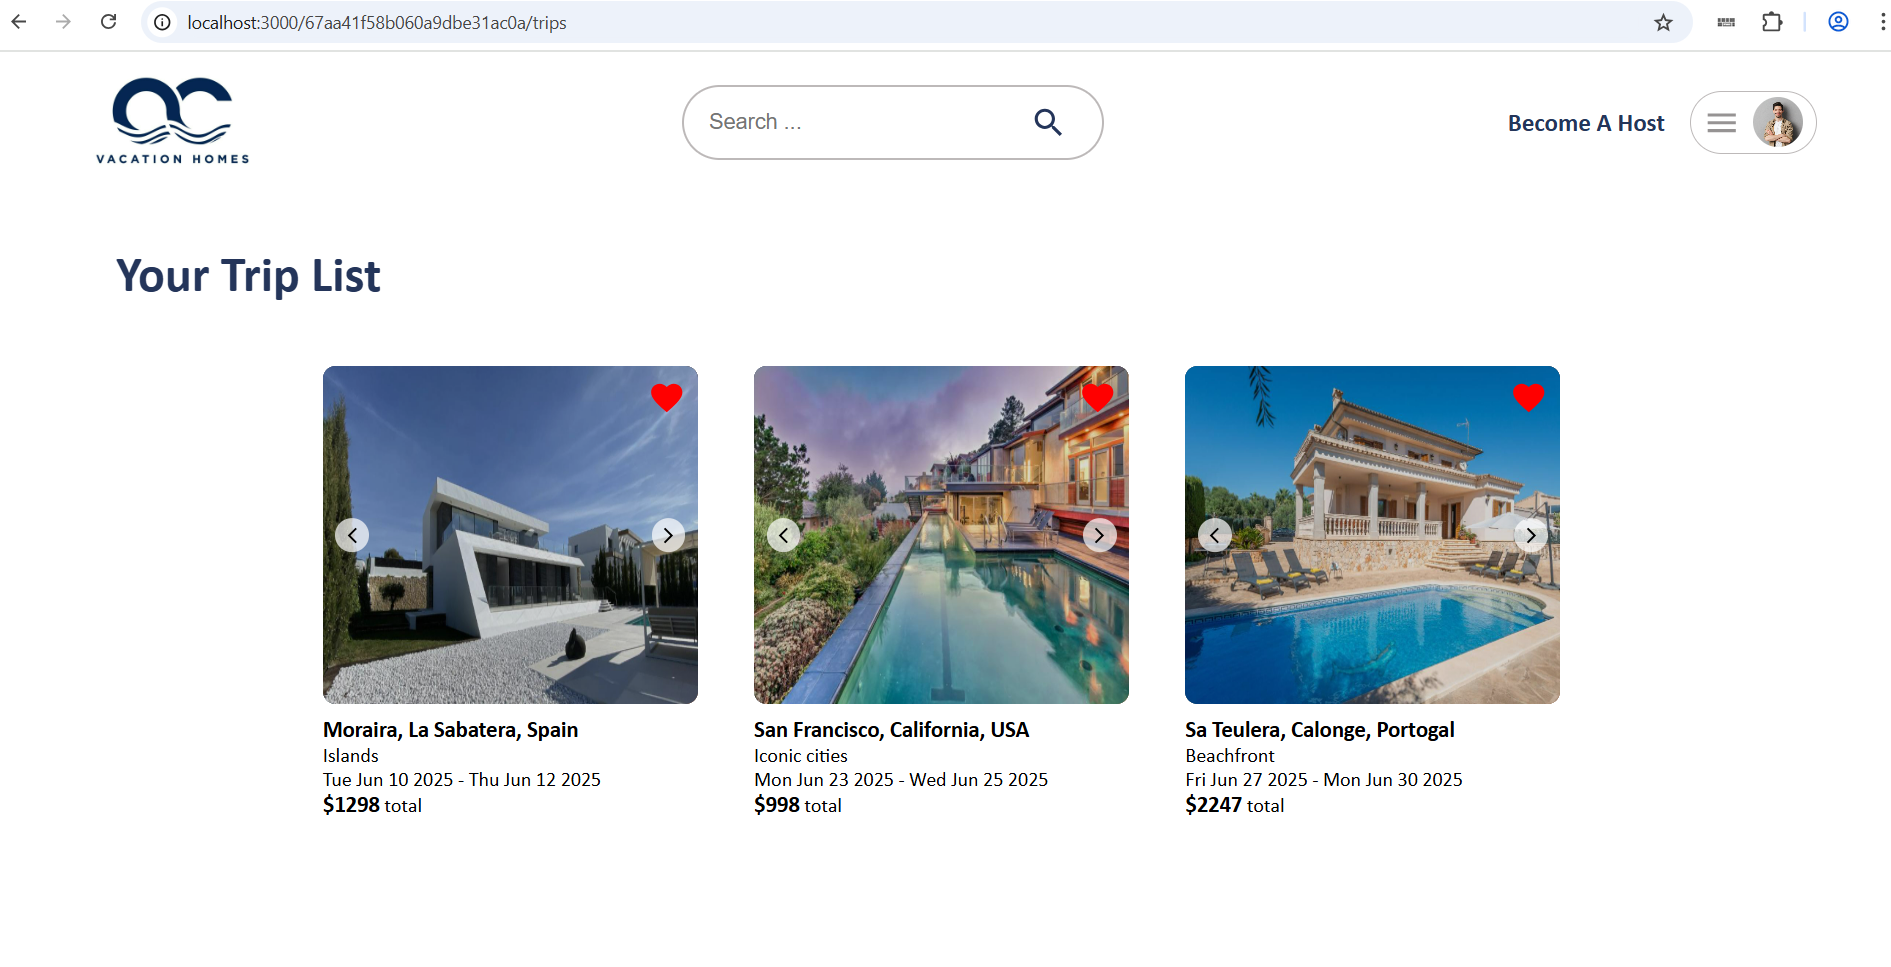 localhost:3000/67aa41f58b060a9dbe31ac0a/trips
VACATION HOMES
Search ...
Become A Host
Your Trip List
Moraira, La Sabatera, Spain
Islands
Tue Jun 10 2025 - Thu Jun 12 2025
$1298 total
San Francisco, California, USA
Iconic cities
Mon Jun 23 2025 - Wed Jun 25 2025
$998 total
Sa Teulera, Calonge, Portogal
Beachfront
Fri Jun 27 2025 - Mon Jun 30 2025
$2247 total